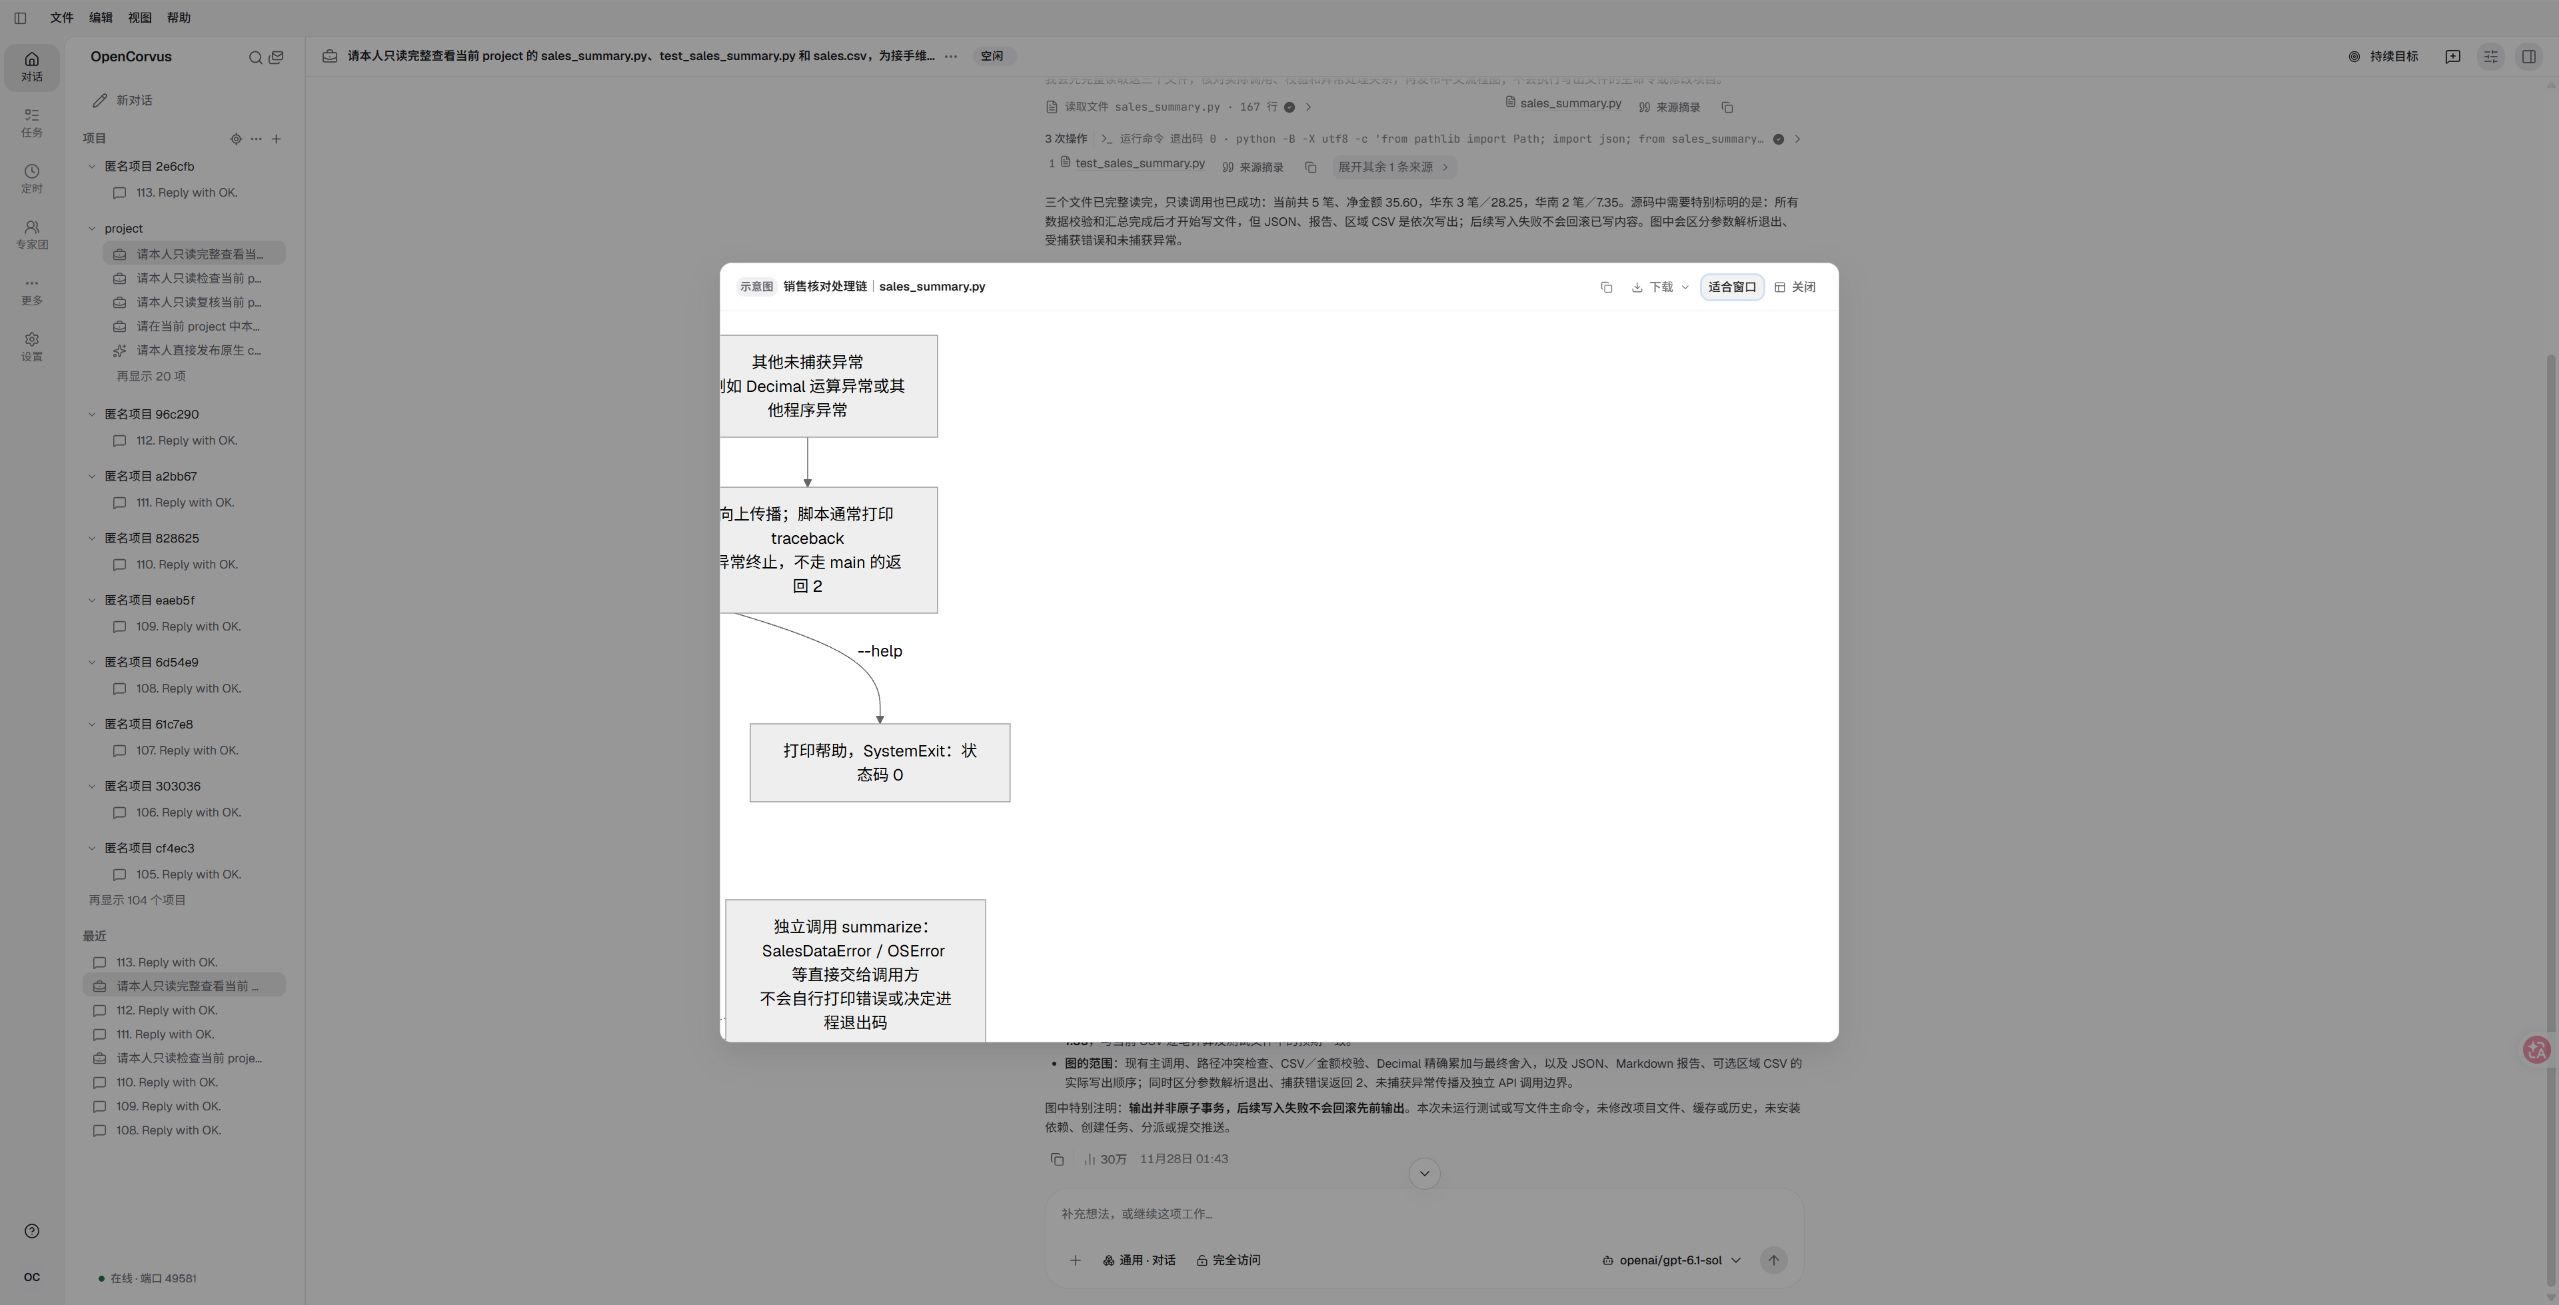 文件 编辑 视图 帮助
对话
任务
定时
专家团
更多
设置
OC
OpenCorvus
新对话
项目
匿名项目 2e6cfb
113. Reply with OK.
project
请本人只读完整查看当...
请本人只读检查当前 p...
请本人只读复核当前 p...
请在当前 project 中本...
请本人直接发布原生 c...
再显示 20 项
匿名项目 96c290
112. Reply with OK.
匿名项目 a2bb67
111. Reply with OK.
匿名项目 828625
110. Reply with OK.
匿名项目 eaeb5f
109. Reply with OK.
匿名项目 6d54e9
108. Reply with OK.
匿名项目 61c7e8
107. Reply with OK.
匿名项目 303036
106. Reply with OK.
匿名项目 cf4ec3
105. Reply with OK.
再显示 104 个项目
最近
113. Reply with OK.
请本人只读完整查看当前 ...
112. Reply with OK.
111. Reply with OK.
请本人只读检查当前 proje...
110. Reply with OK.
109. Reply with OK.
108. Reply with OK.
在线 · 端口 49581
请本人只读完整查看当前 project 的 sales_summary.py、test_sales_summary.py 和 sales.csv，为接手维... ... 空闲
持续目标
读取文件 sales_summary.py · 167 行
sales_summary.py 来源摘录
3 次操作 运行命令 退出码 0 · python -B -X utf8 -c 'from pathlib import Path; import json; from sales_summary...
1 test_sales_summary.py 来源摘录 展开其余 1 条来源
三个文件已完整读完，只读调用也已成功：当前共 5 笔、净金额 35.60，华东 3 笔／28.25，华南 2 笔／7.35。源码中需要特别标明的是：所有
数据校验和汇总完成后才开始写文件，但 JSON、报告、区域 CSV 是依次写出；后续写入失败不会回滚已写内容。图中会区分参数解析退出、
受捕获错误和未捕获异常。
示意图 销售核对处理链｜sales_summary.py
下载 适合窗口 关闭
其他未捕获异常
如 Decimal 运算异常或其
他程序异常
向上传播；脚本通常打印
traceback
异常终止，不走 main 的返
回 2
--help
打印帮助，SystemExit：状
态码 0
独立调用 summarize：
SalesDataError / OSError
等直接交给调用方
不会自行打印错误或决定进
程退出码
图的范围：现有主调用、路径冲突检查、CSV／金额校验、Decimal 精确累加与最终舍入，以及 JSON、Markdown 报告、可选区域 CSV 的
实际写出顺序；同时区分参数解析退出、捕获错误返回 2、未捕获异常传播及独立 API 调用边界。
图中特别注明：输出并非原子事务，后续写入失败不会回滚先前输出。本次未运行测试或写文件主命令，未修改项目文件、缓存或历史，未安装
依赖、创建任务、分派或提交推送。
30万 11月28日 01:43
补充想法，或继续这项工作...
通用 · 对话 完全访问
openai/gpt-6.1-sol